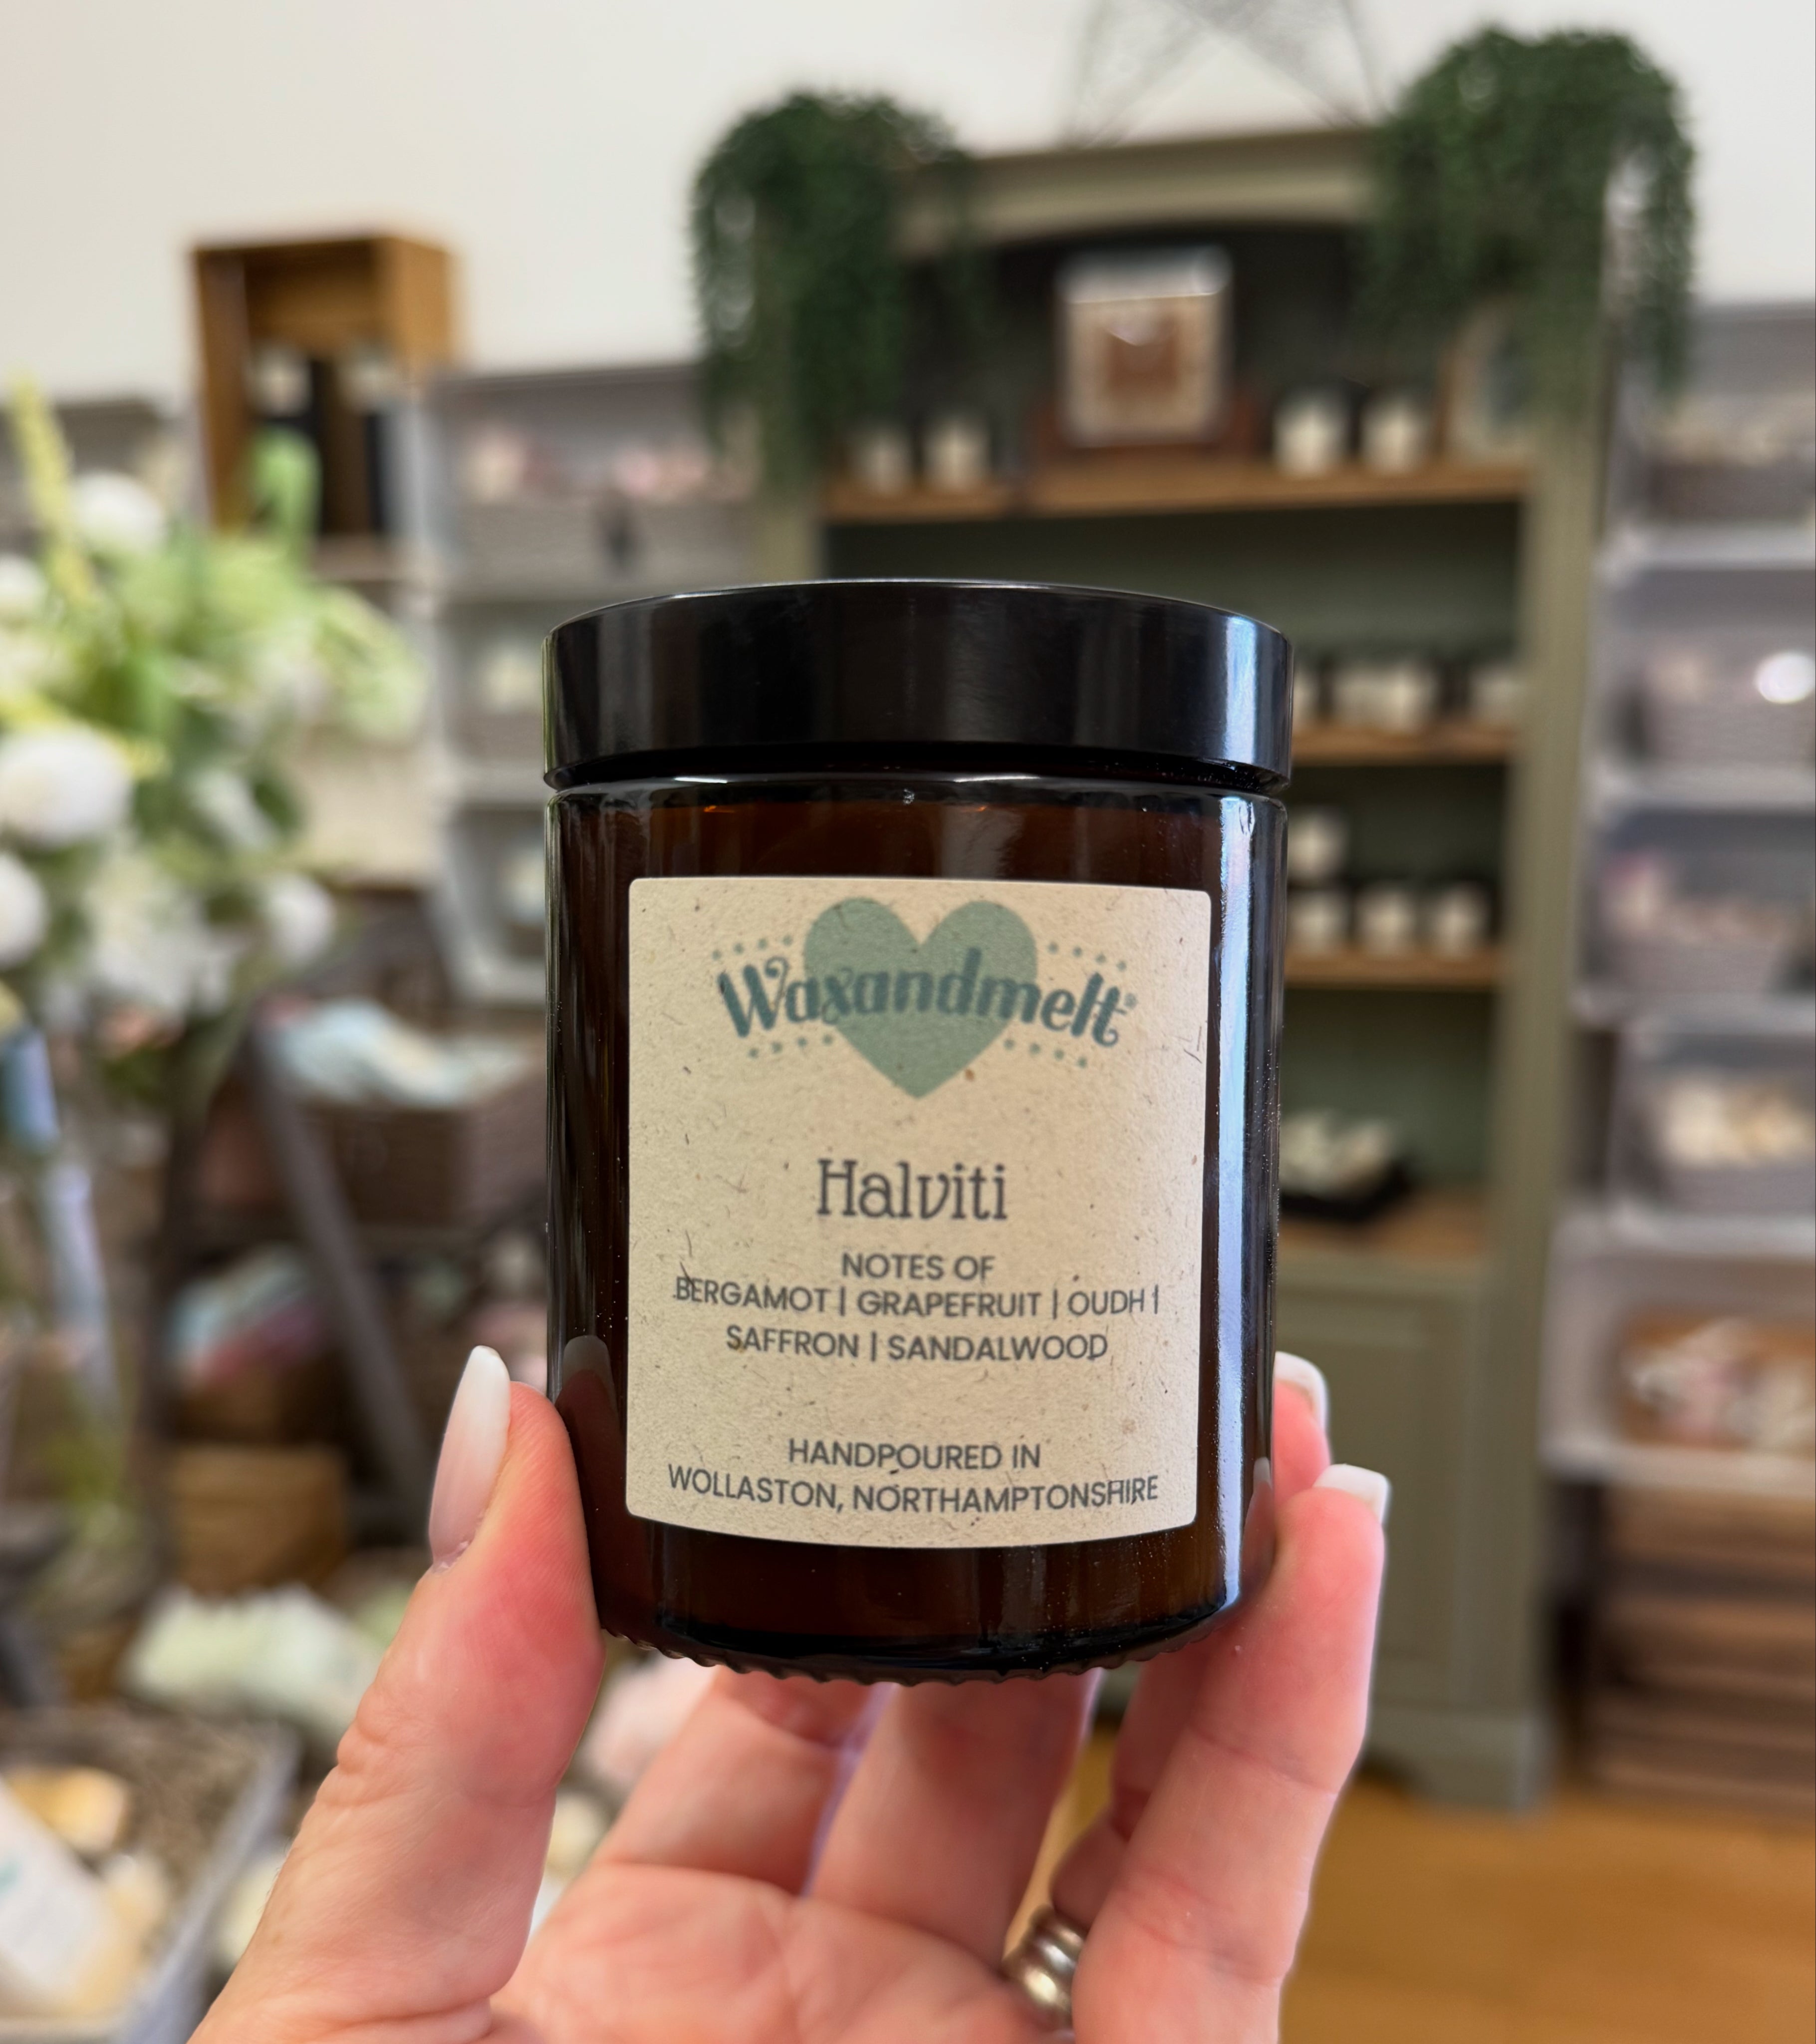 Waxandmelt®
Halviti
NOTES OF
BERGAMOT | GRAPEFRUIT | OUDH |
SAFFRON | SANDALWOOD
HANDPOURED IN
WOLLASTON, NORTHAMPTONSHIRE